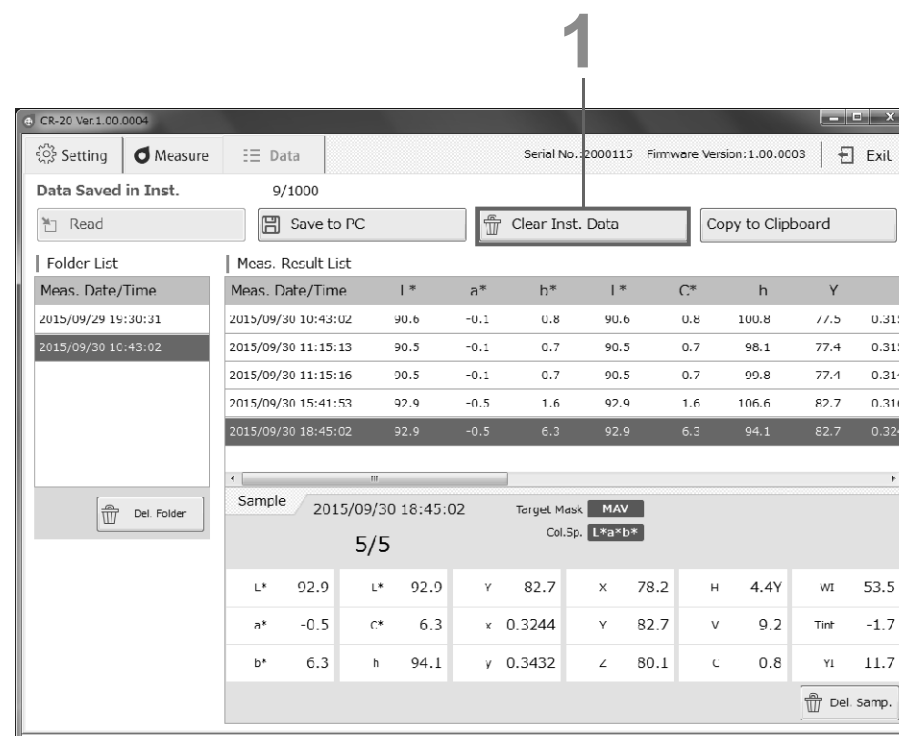 1
CR-20 Ver.1.00.0004
Setting Measure Data Serial No.:2000115 Firmware Version:1.00.0003 Exit
Data Saved in Inst. 9/1000
Read Save to PC Clear Inst. Data Copy to Clipboard
Folder List Meas. Result List
Meas. Date/Time Meas. Date/Time L* a* b* L* C* h Y
2015/09/29 19:30:31 2015/09/30 10:43:02 90.6 -0.1 0.8 90.6 0.8 100.8 77.5 0.315
2015/09/30 10:43:02 2015/09/30 11:15:13 90.5 -0.1 0.7 90.5 0.7 98.1 77.4 0.315
2015/09/30 11:15:16 90.5 -0.1 0.7 90.5 0.7 99.8 77.4 0.314
2015/09/30 15:41:53 92.9 -0.5 1.6 92.9 1.6 106.6 82.7 0.316
2015/09/30 18:45:02 92.9 -0.5 6.3 92.9 6.3 94.1 82.7 0.324
Del. Folder
Sample 2015/09/30 18:45:02 Target Mask MAV
Col.Sp. L*a*b*
5/5
L* 92.9 L* 92.9 Y 82.7 X 78.2 H 4.4Y WI 53.5
a* -0.5 C* 6.3 x 0.3244 Y 82.7 V 9.2 Tint -1.7
b* 6.3 h 94.1 y 0.3432 Z 80.1 C 0.8 YI 11.7
Del. Samp.